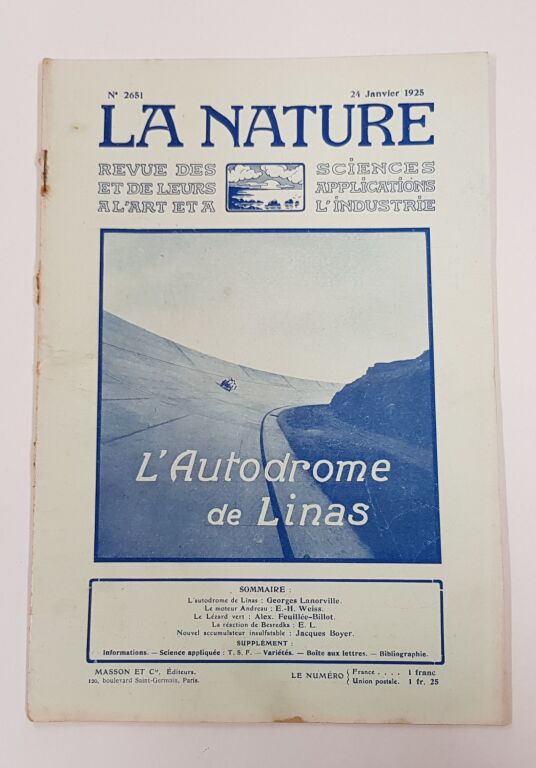 N° 2651 24 Janvier 1925
LA NATURE
REVUE DES SCIENCES
ET DE LEURS APPLICATIONS
A L'ART ET A L'INDUSTRIE
L'Autodrome
de Linas
SOMMAIRE :
L'autodrome de Linas : Georges Lanorville.
Le moteur Andreau : E.-H. Weiss.
Le Lézard vert : Alex. Feuillée-Billot.
La réaction de Besredka : E. L.
Nouvel accumulateur insulfatable : Jacques Boyer.
SUPPLÉMENT :
Informations. — Science appliquée : T. S. F. — Variétés. — Boîte aux lettres. — Bibliographie.
MASSON ET Cie, Éditeurs.
120, boulevard Saint-Germain, Paris.
LE NUMÉRO
France . . . . 1 franc
Union postale. 1 fr. 25